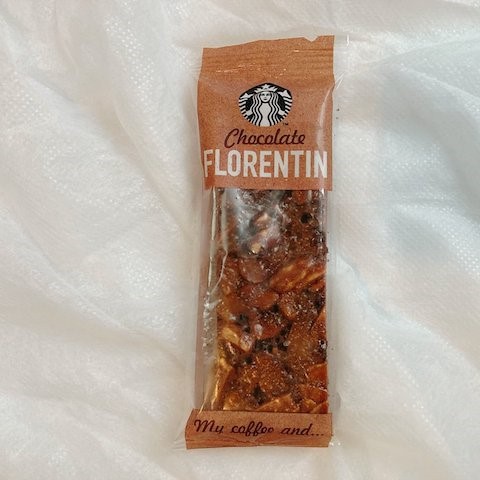 Chocolate
FLORENTIN
My coffee and...